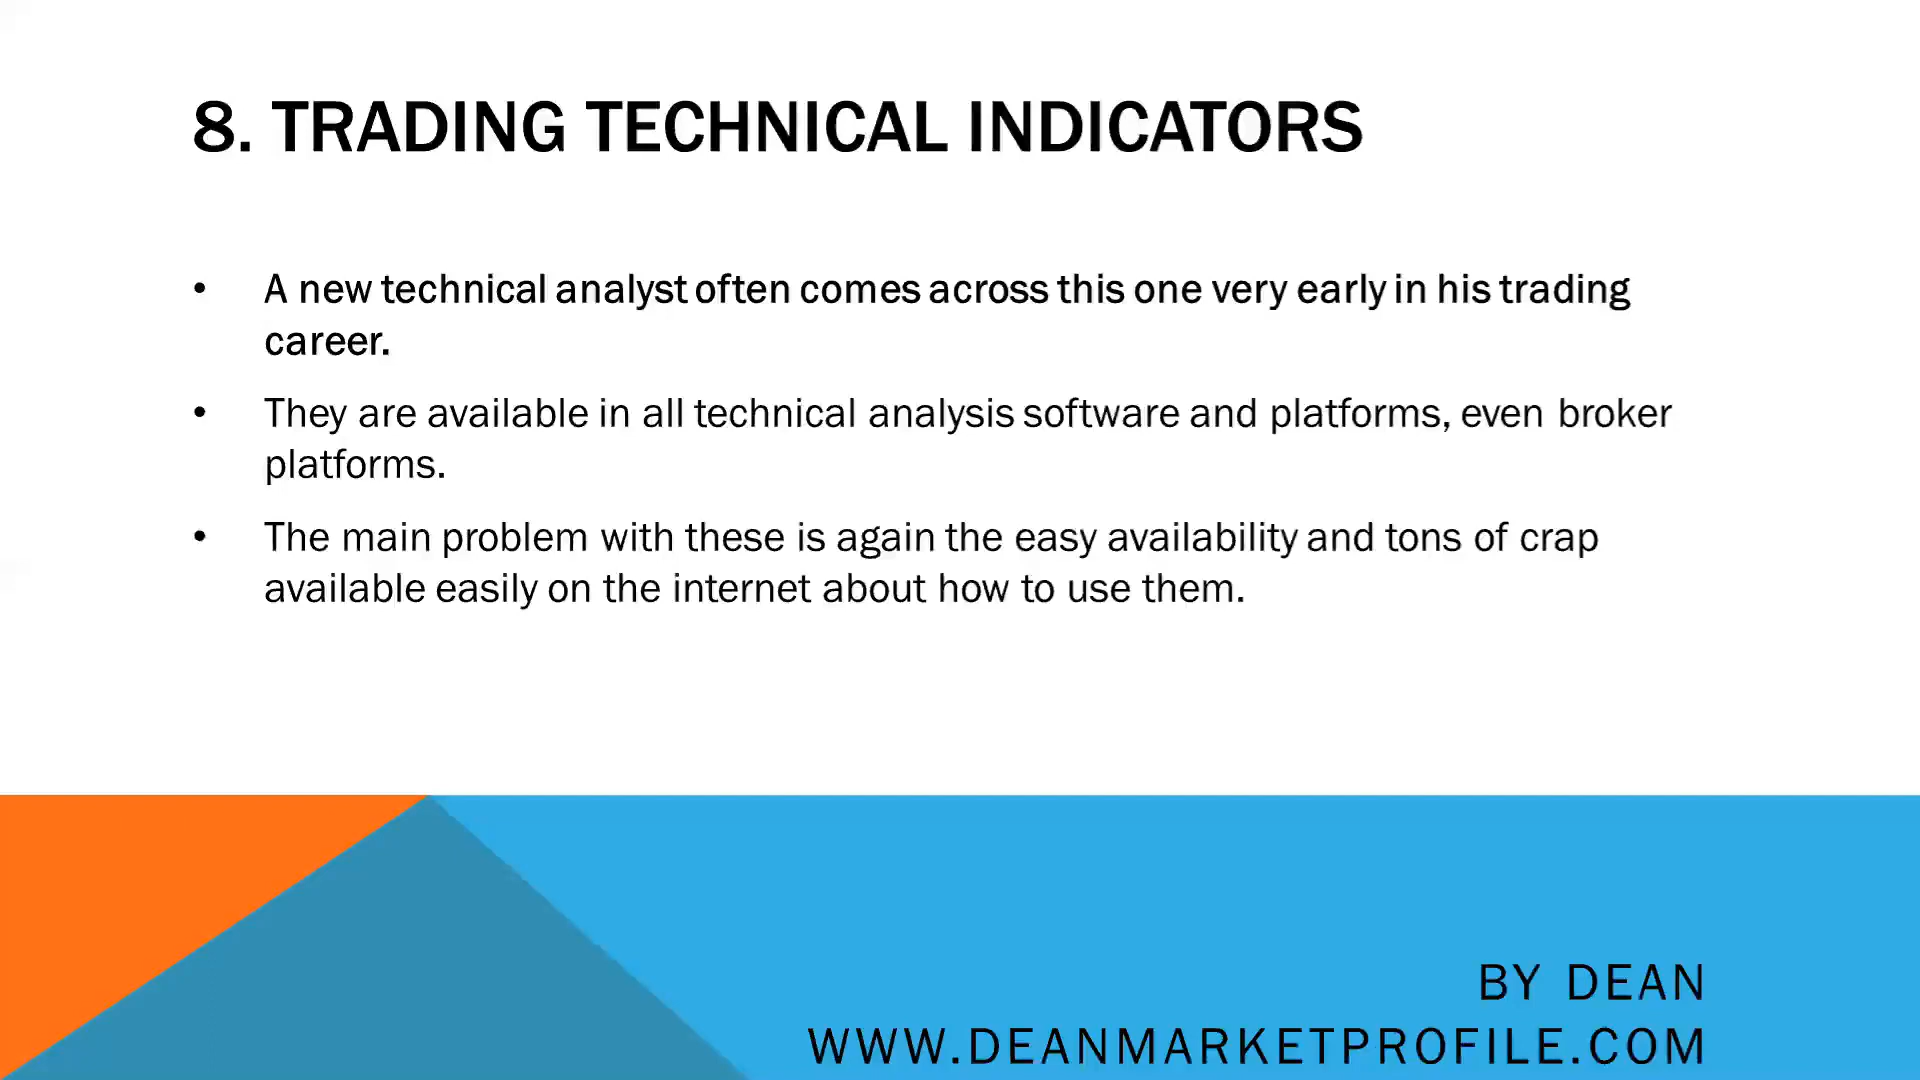 8. TRADING TECHNICAL INDICATORS
• A new technical analyst often comes across this one very early in his trading
career.
• They are available in all technical analysis software and platforms, even broker
platforms.
• The main problem with these is again the easy availability and tons of crap
available easily on the internet about how to use them.
BY DEAN
WWW.DEANMARKETPROFILE.COM